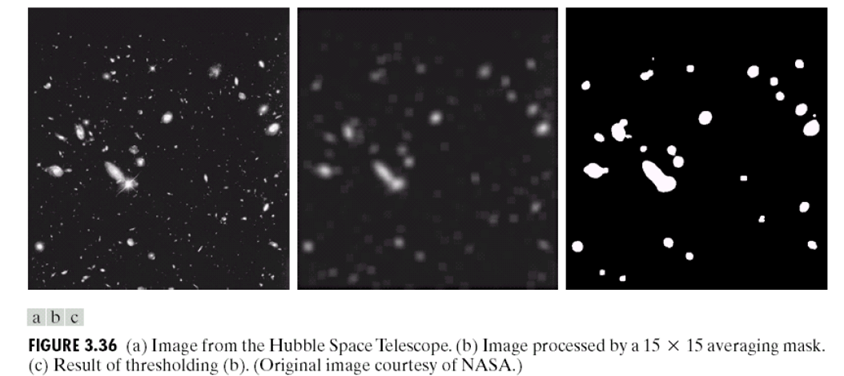 a b c
FIGURE 3.36 (a) Image from the Hubble Space Telescope. (b) Image processed by a 15 × 15 averaging mask.
(c) Result of thresholding (b). (Original image courtesy of NASA.)